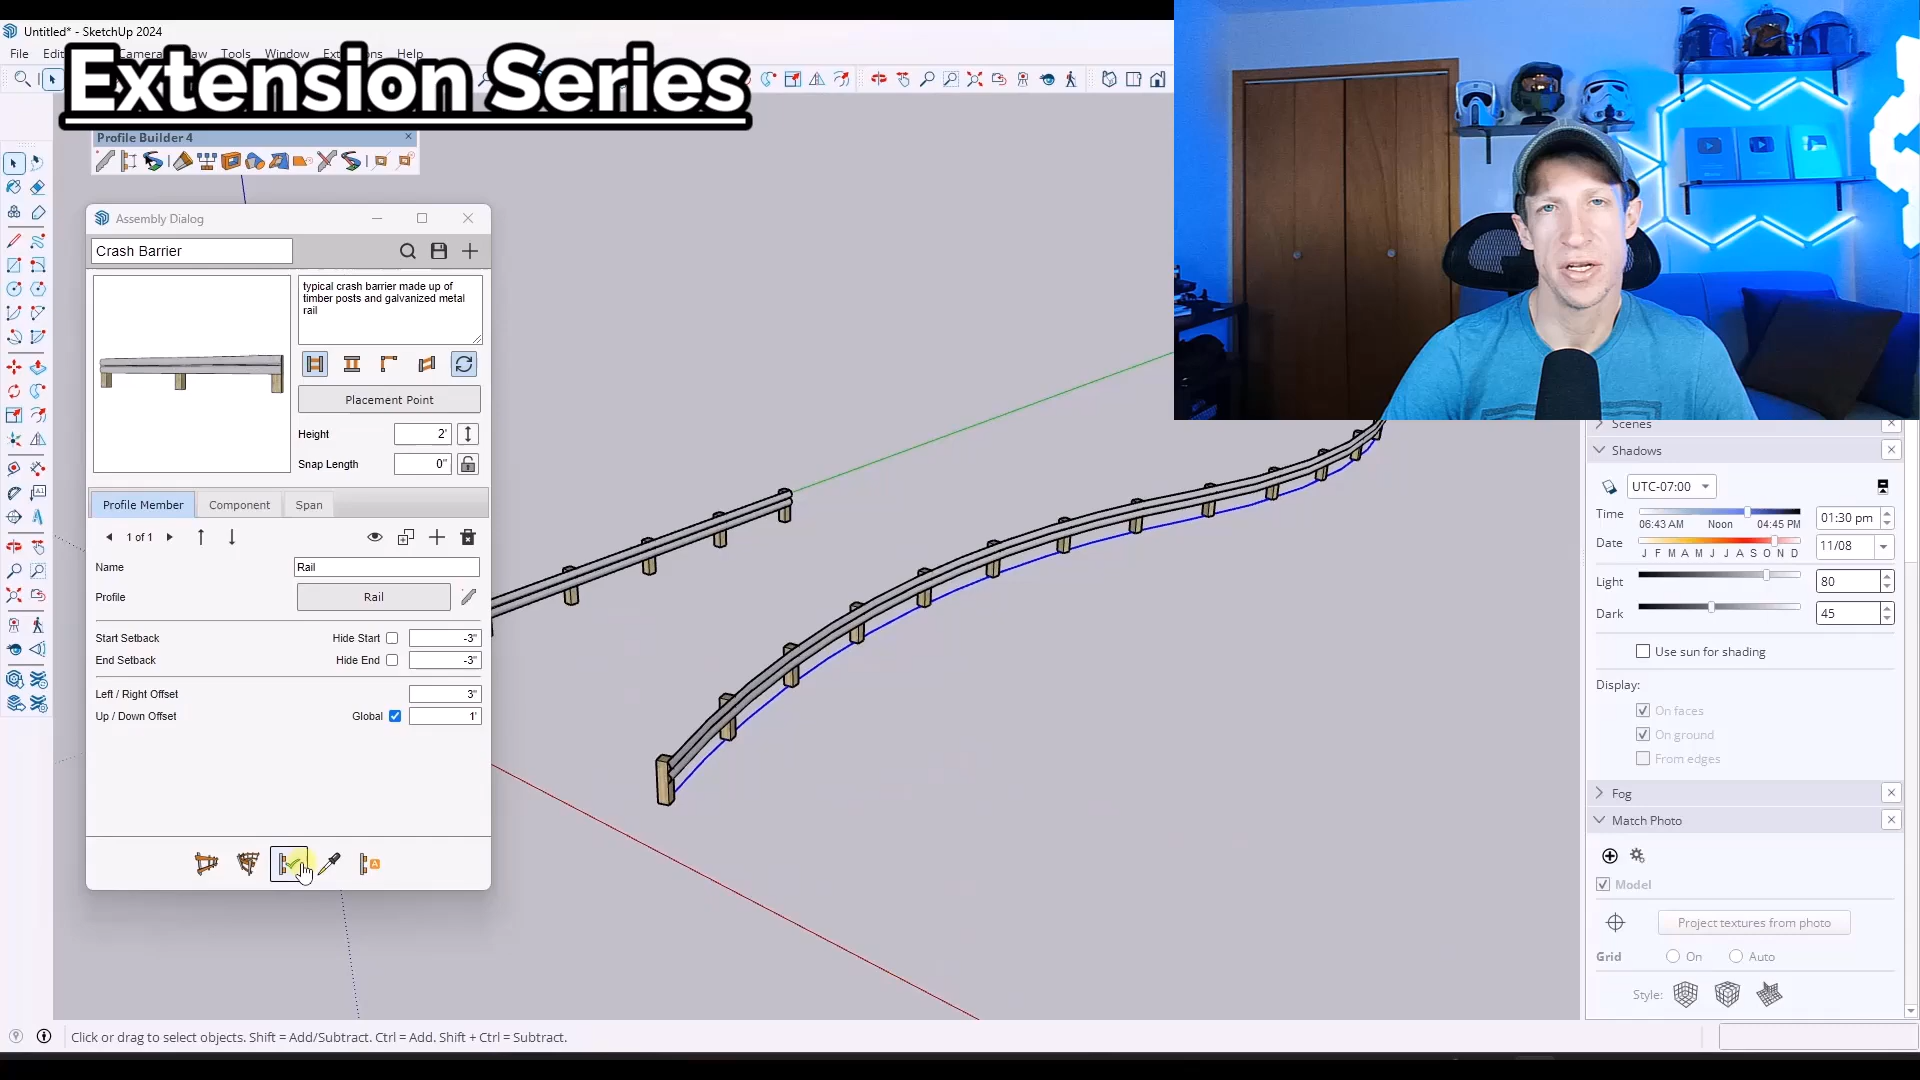 Untitled* - SketchUp 2024
File
Camera
Tools
Window
Help
Extension Series
Profile Builder 4
Assembly Dialog
Crash Barrier
typical crash barrier made up of
timber posts and galvanized metal
rail
Placement Point
Height 2'
Snap Length 0"
Profile Member Component Span
1 of 1
Name Rail
Profile Rail
Start Setback Hide Start -3"
End Setback Hide End -3"
Left / Right Offset 3"
Up / Down Offset Global 1'
Scenes
Shadows
UTC-07:00
Time 06:43 AM Noon 04:45 PM 01:30 pm
Date J F M A M J J A S O N D 11/08
Light 80
Dark 45
Use sun for shading
Display:
On faces
On ground
From edges
Fog
Match Photo
Model
Project textures from photo
Grid On Auto
Style:
Click or drag to select objects. Shift = Add/Subtract. Ctrl = Add. Shift + Ctrl = Subtract.